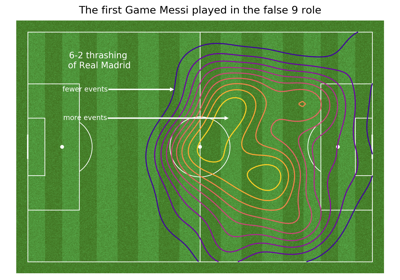 The first Game Messi played in the false 9 role
6-2 thrashing
of Real Madrid
fewer events
more events